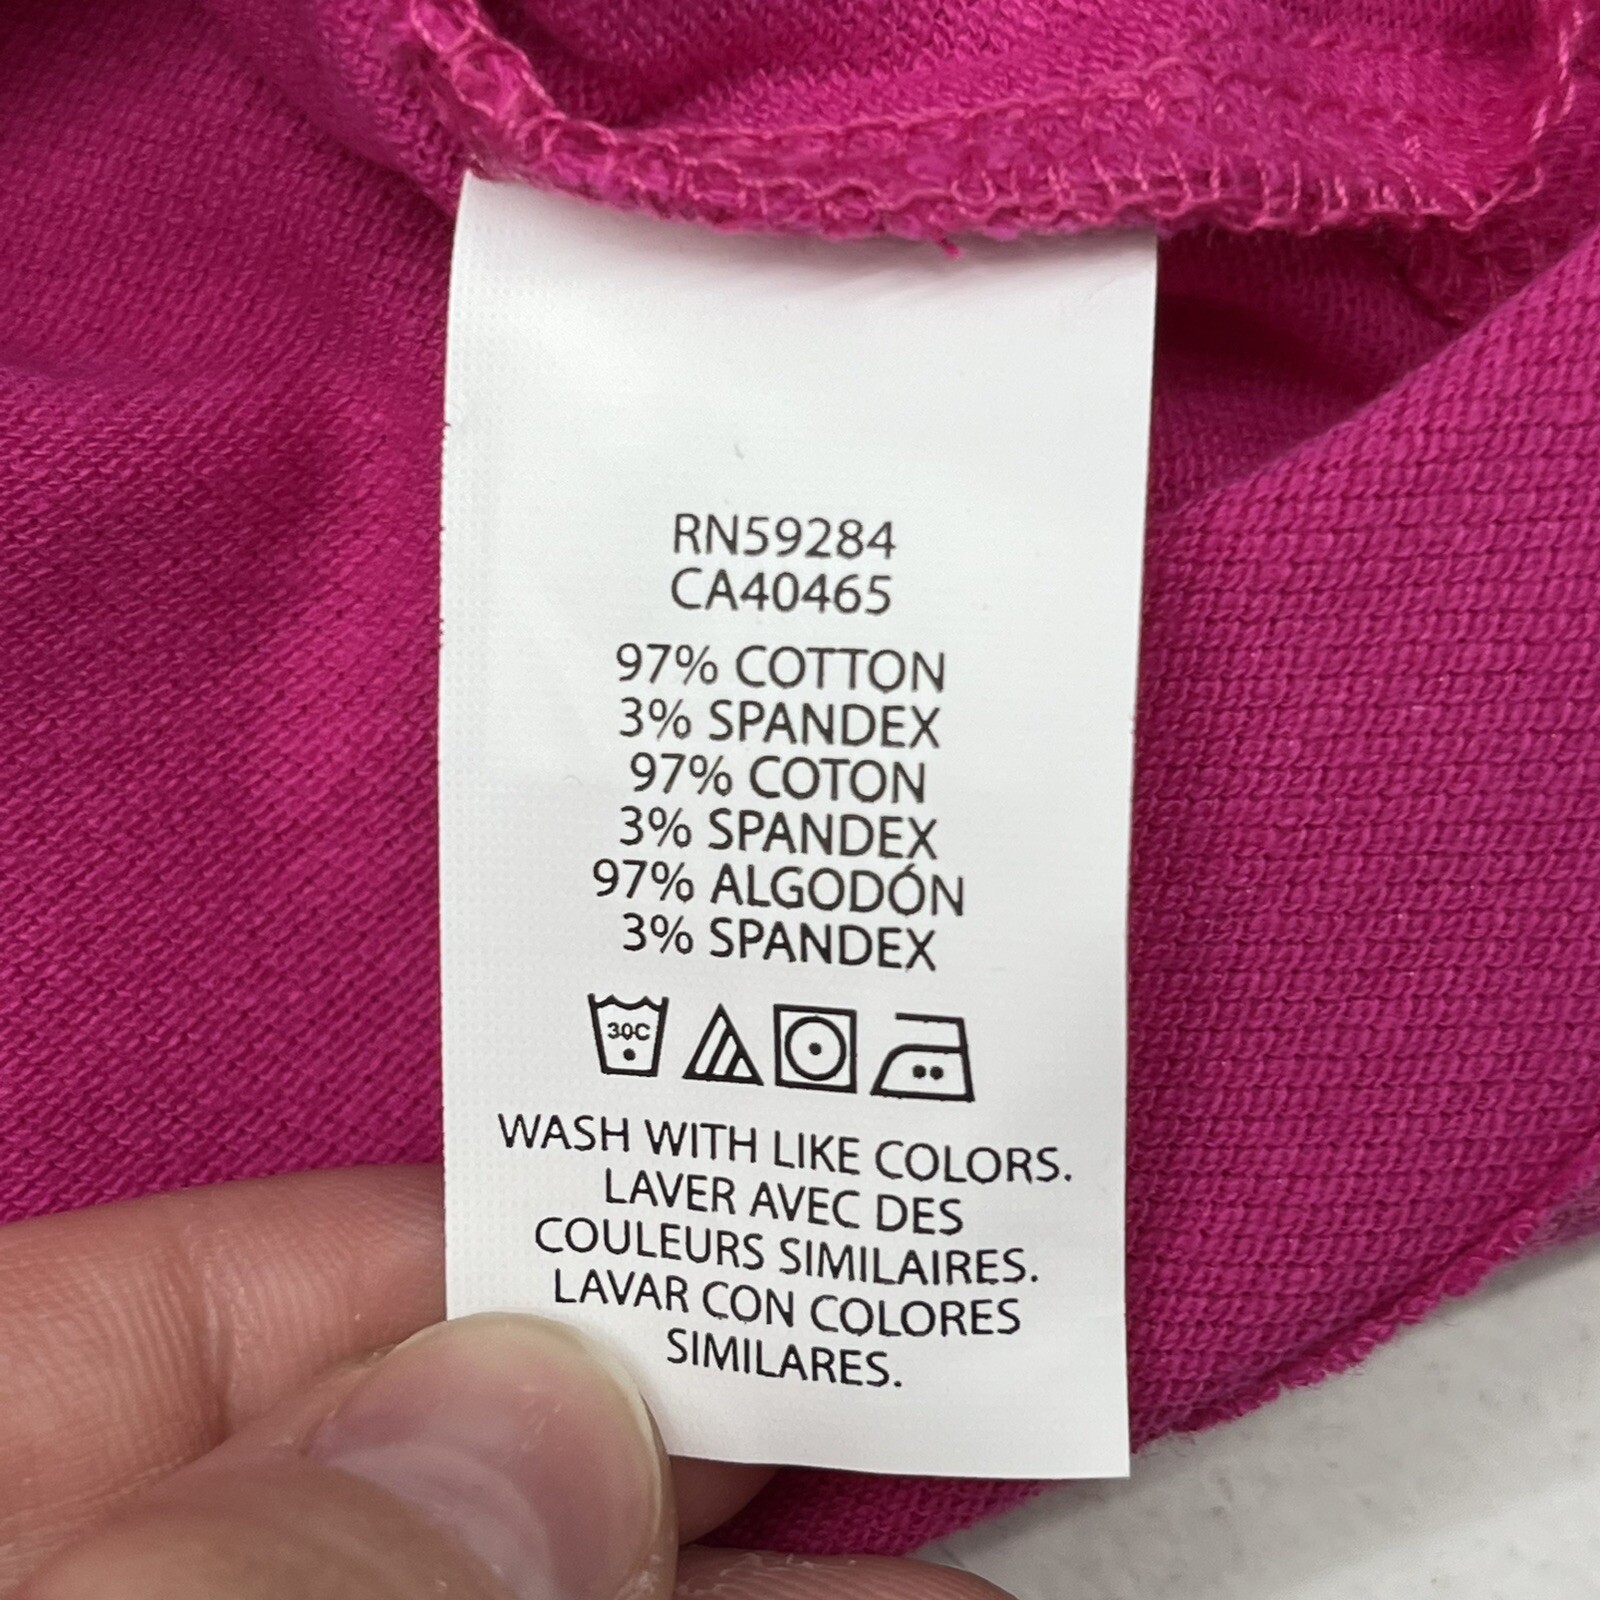 RN59284
CA40465
97% COTTON
3% SPANDEX
97% COTON
3% SPANDEX
97% ALGODÓN
3% SPANDEX
30C
WASH WITH LIKE COLORS.
LAVER AVEC DES
COULEURS SIMILAIRES.
LAVAR CON COLORES
SIMILARES.